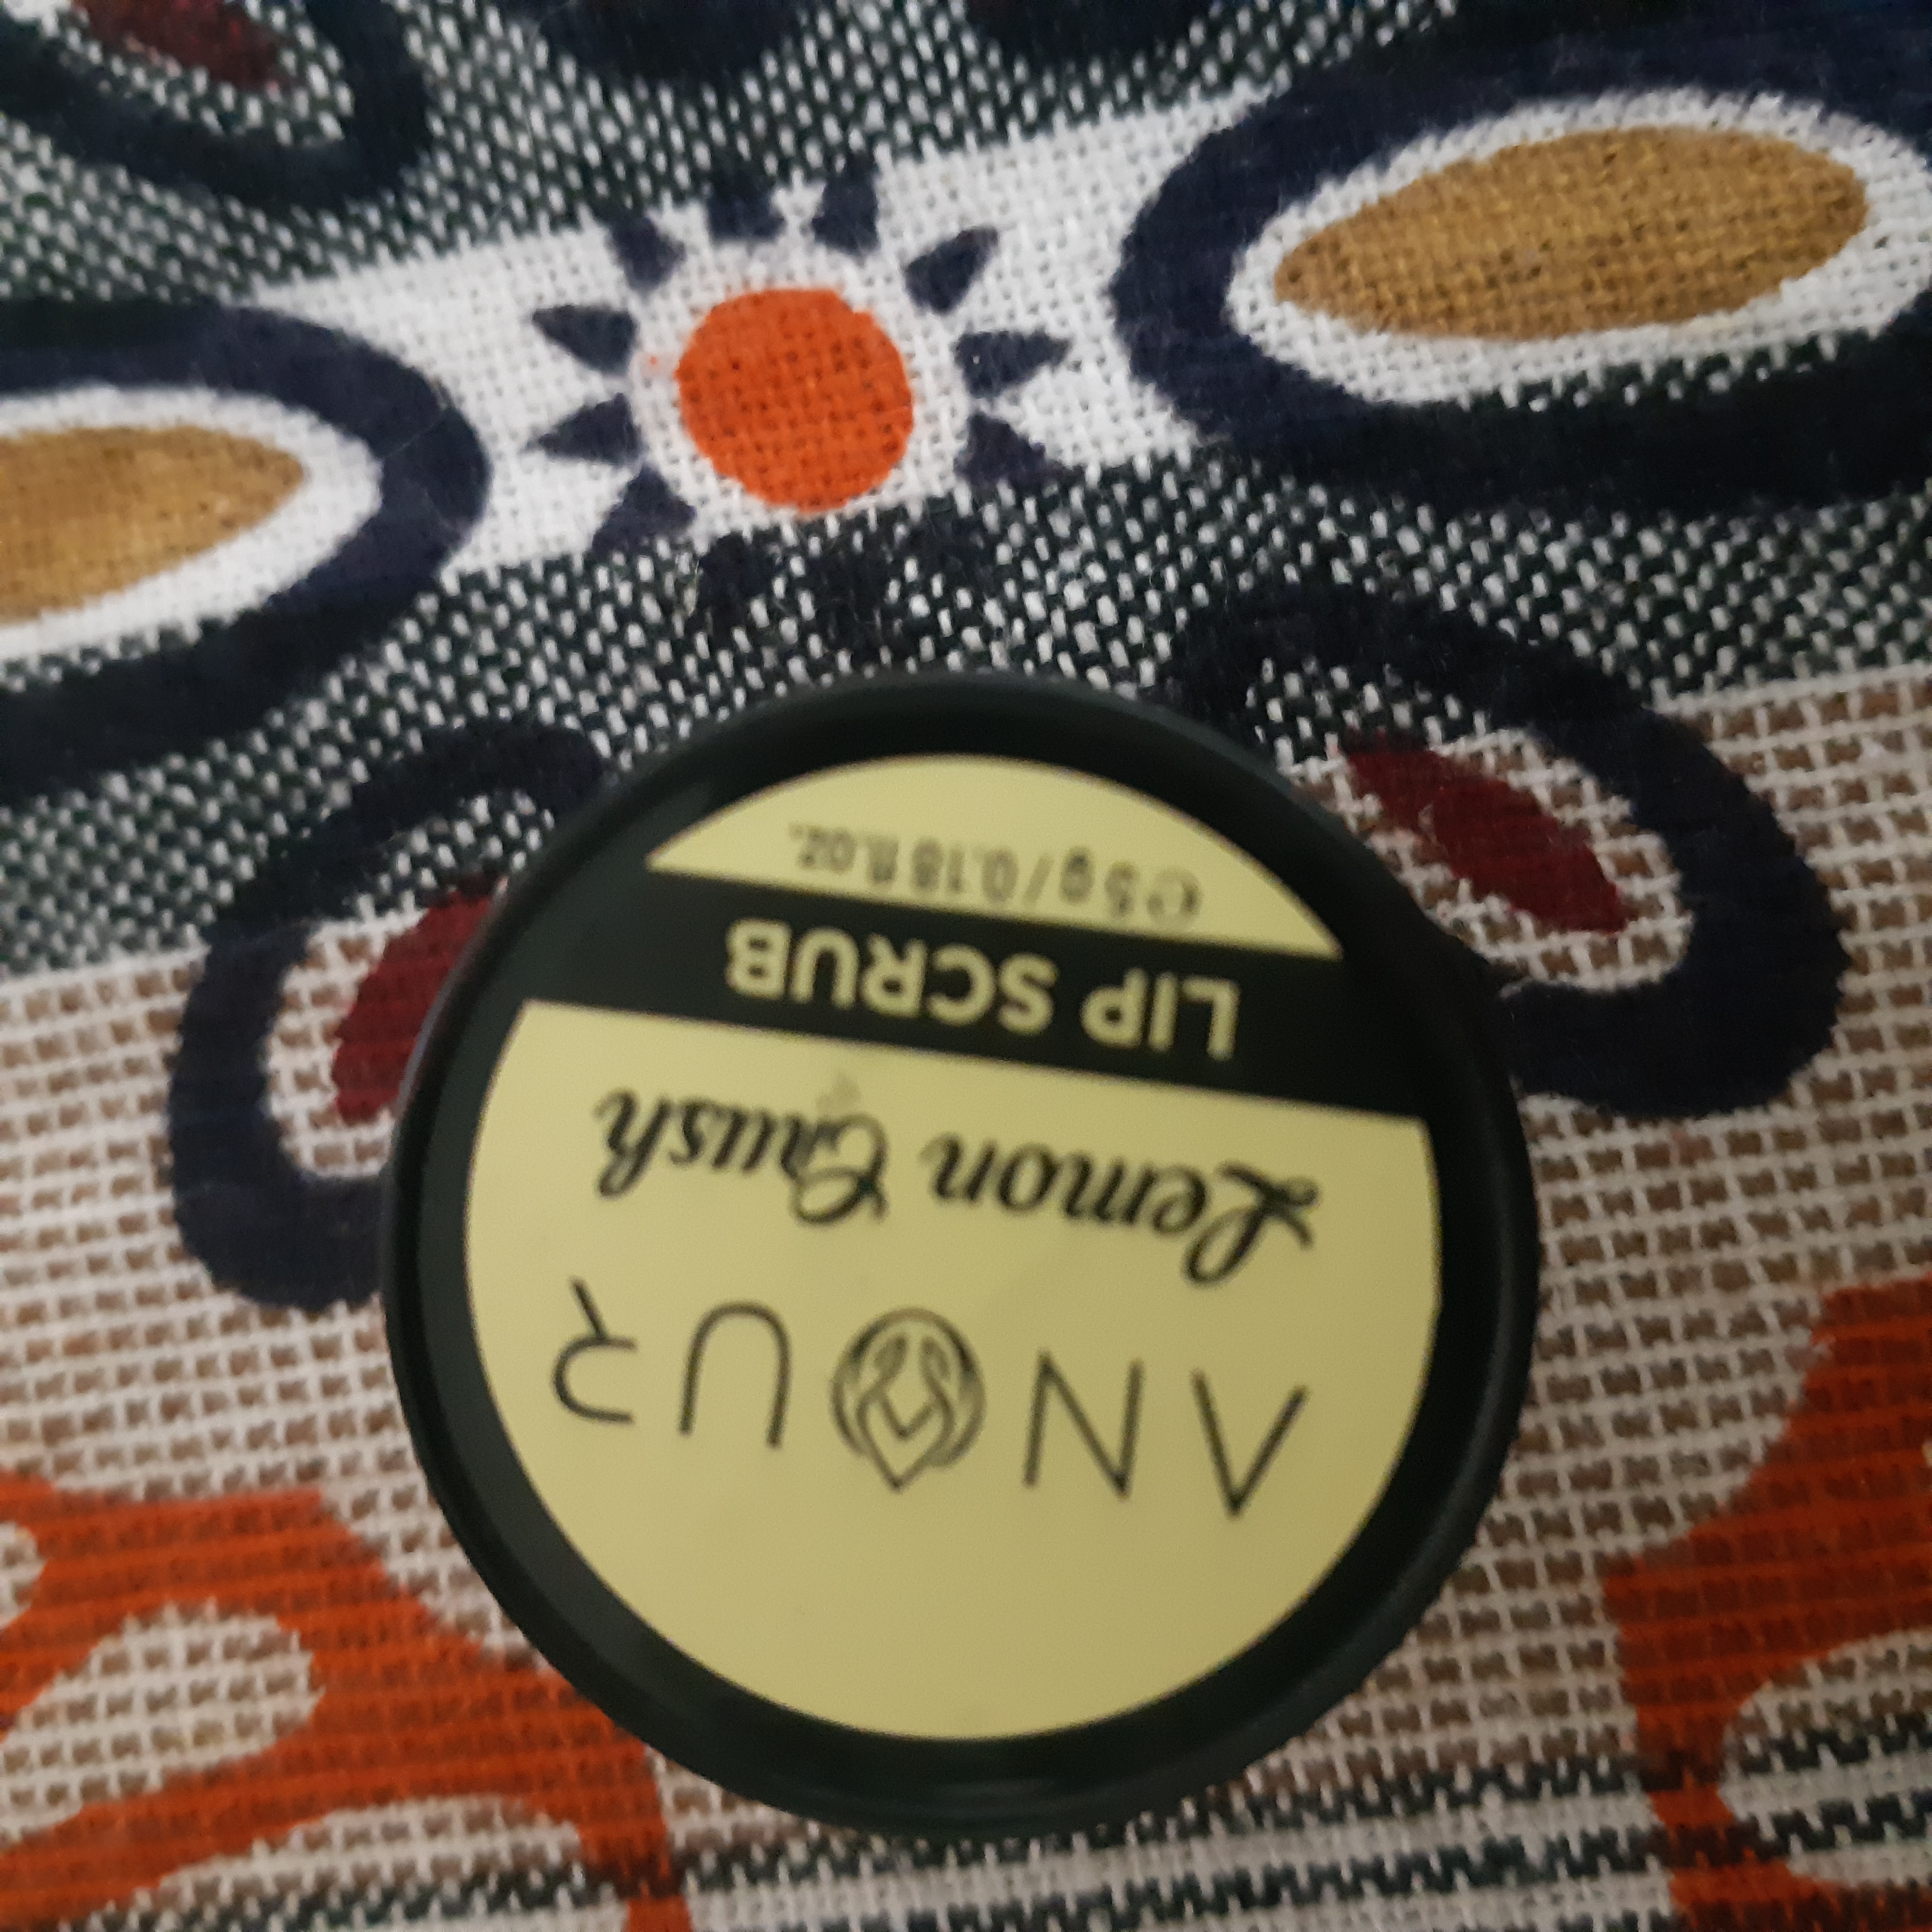 ANOUR
Lemon Crush
LIP SCRUB
℮ 5 g / 0.18 fl.oz.